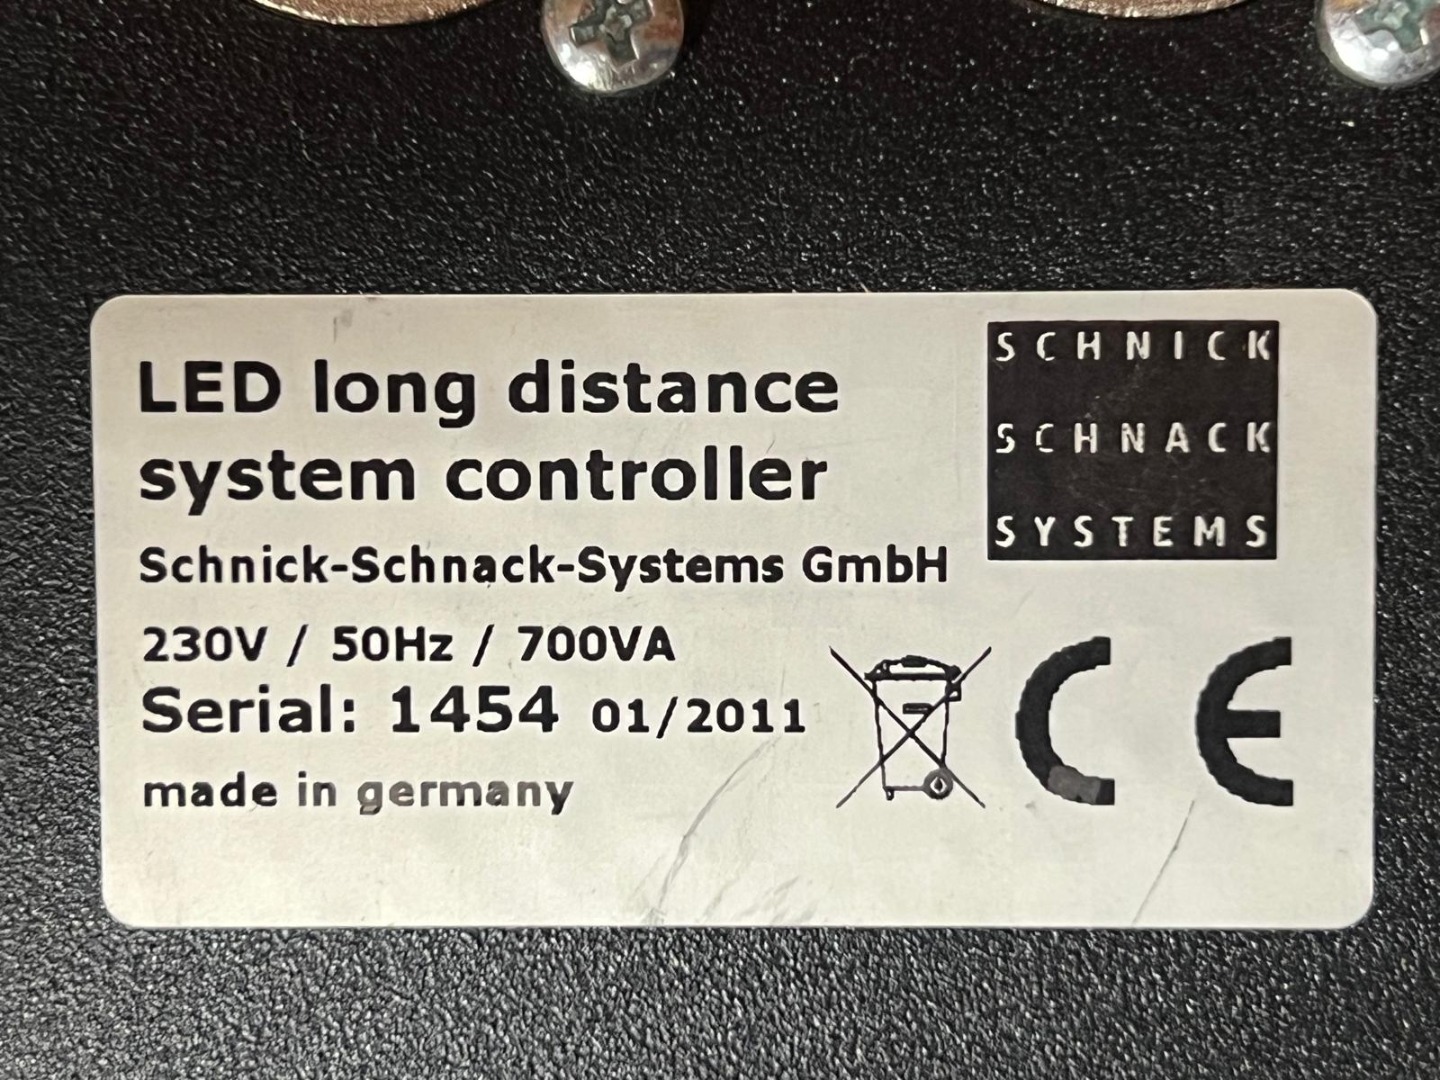 LED long distance
system controller
Schnick-Schnack-Systems GmbH
230V / 50Hz / 700VA
Serial: 1454 01/2011
made in germany
SCHNICK
SCHNACK
SYSTEMS
CE